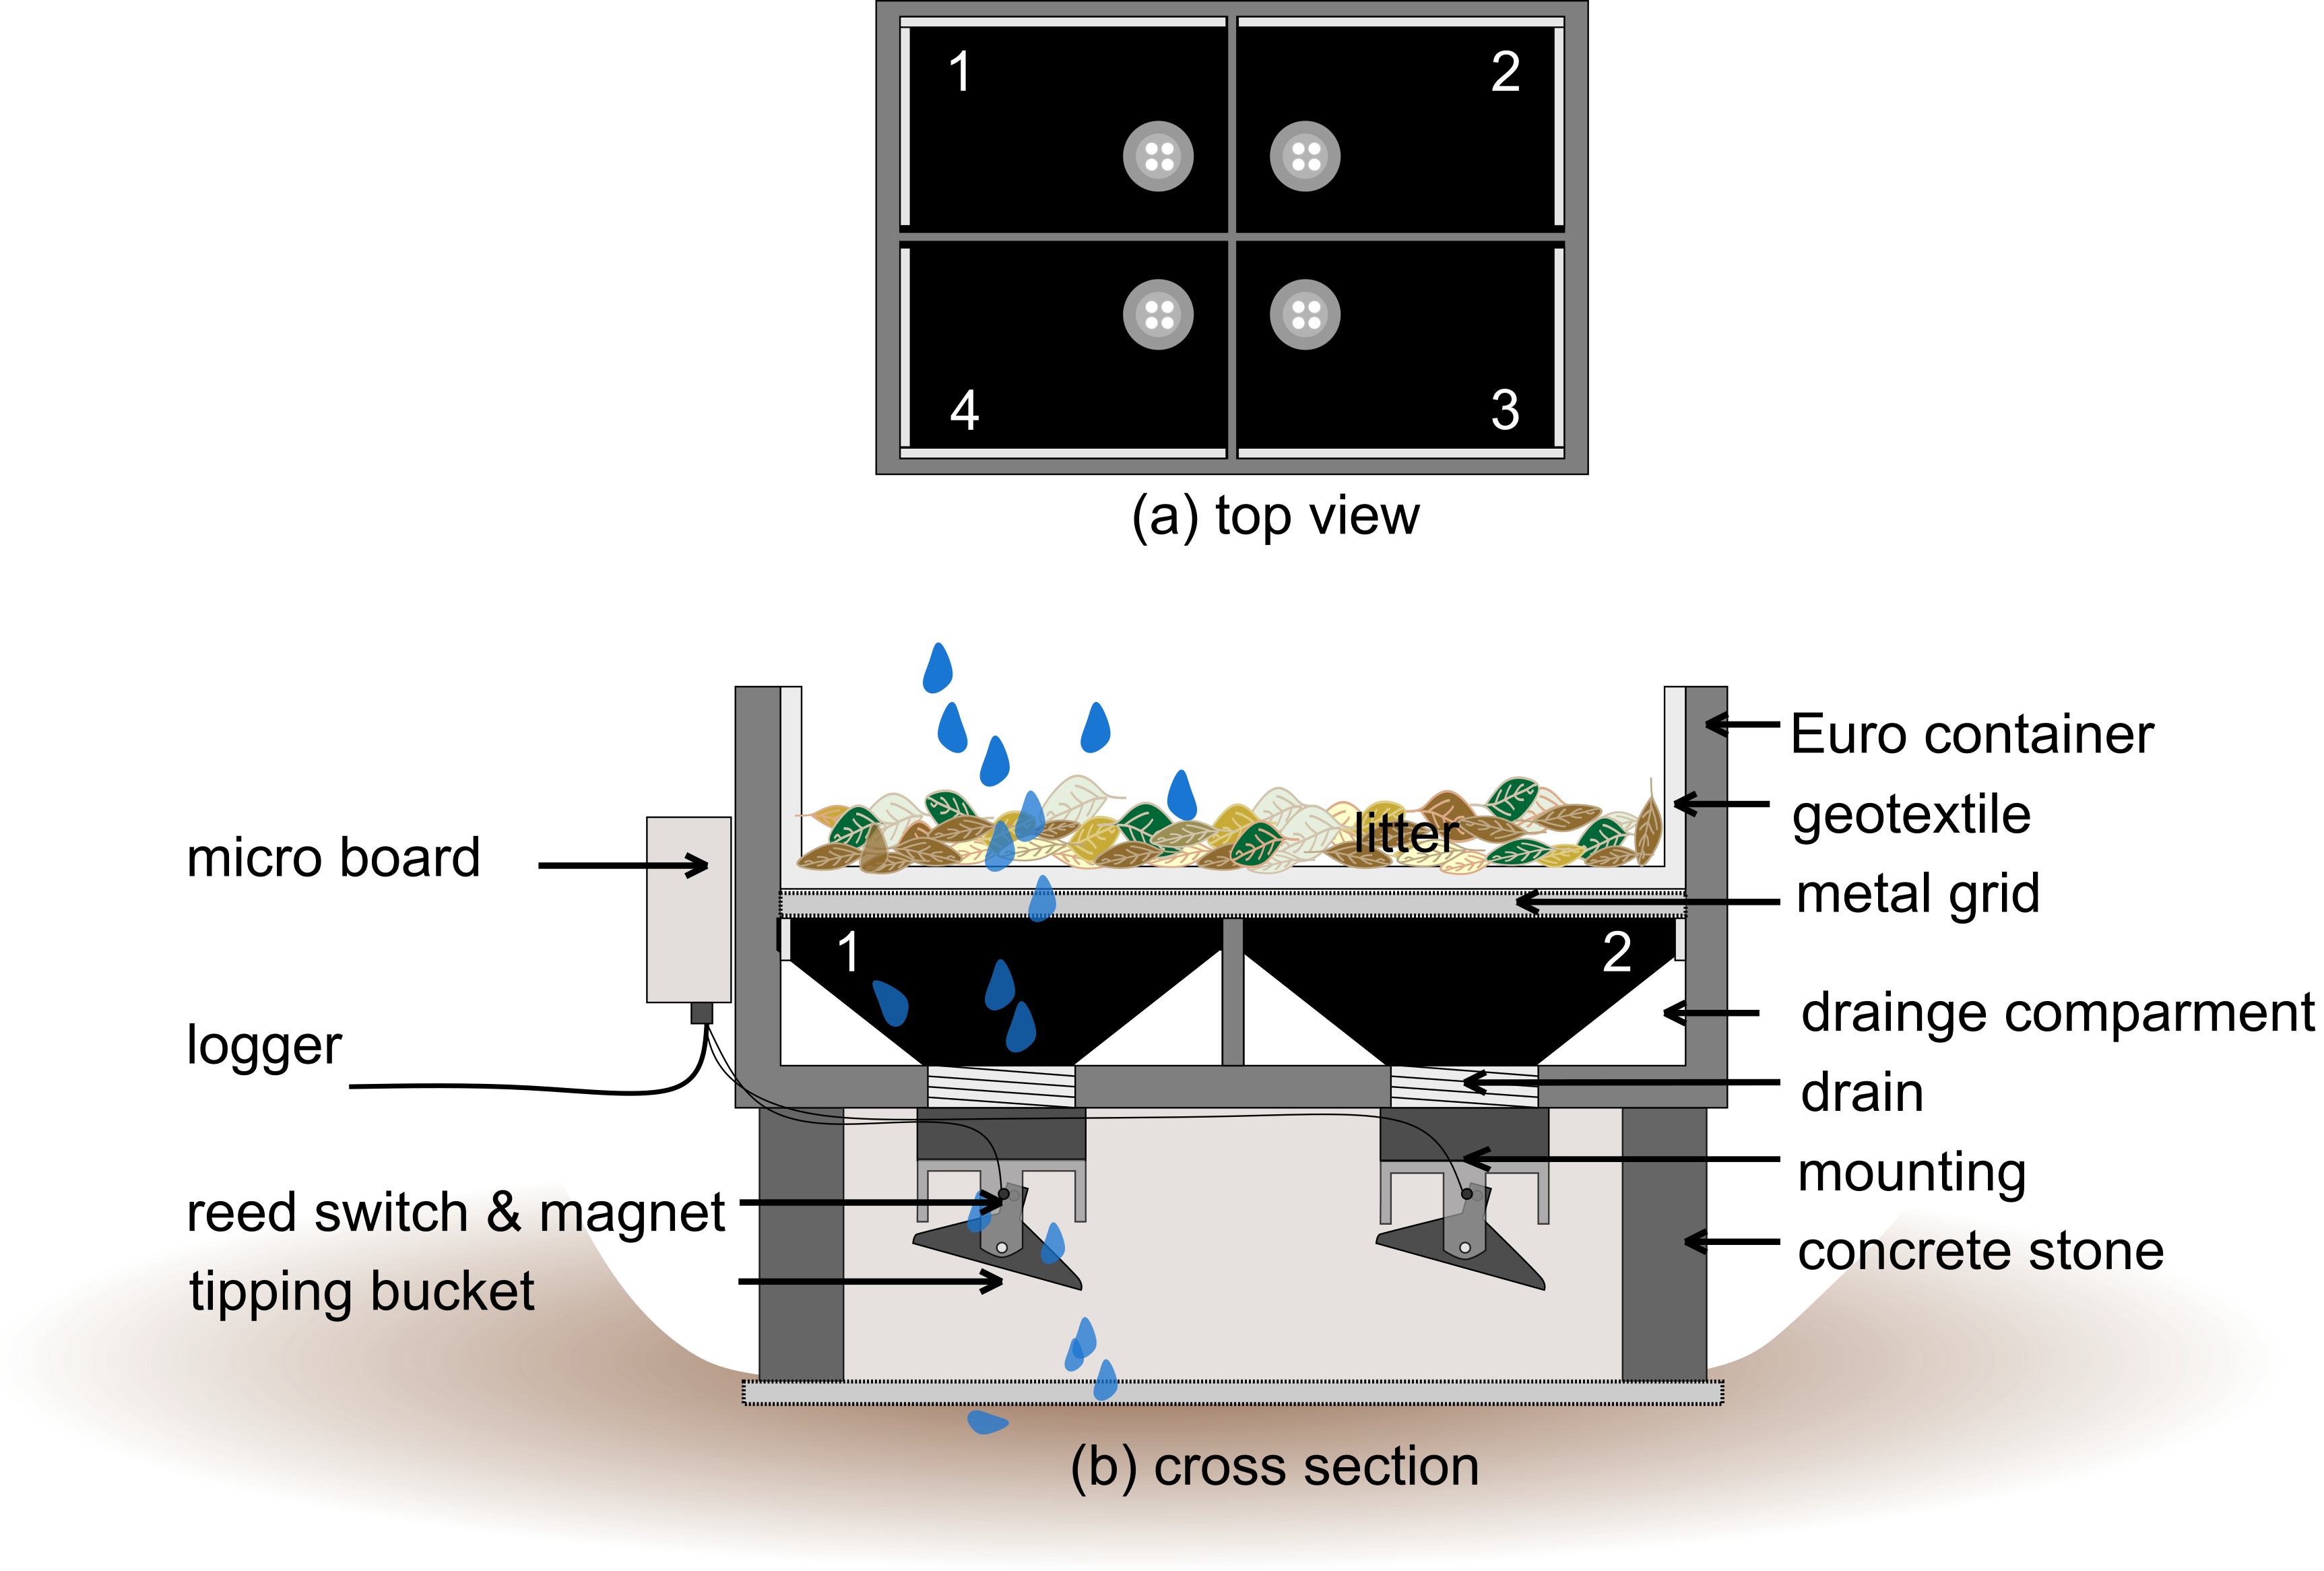 1
2
4
3
(a) top view
Euro container
geotextile
litter
micro board
metal grid
1
2
drainge comparment
logger
drain
mounting
reed switch & magnet
concrete stone
tipping bucket
(b) cross section